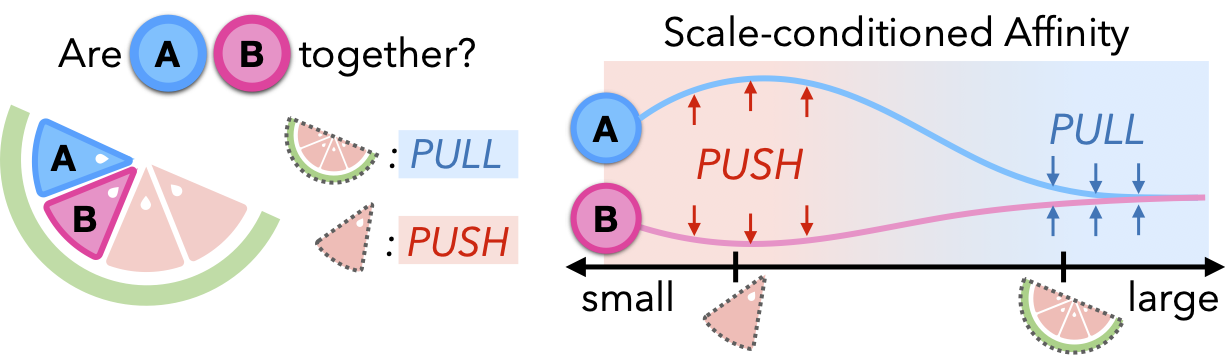 Are A B together?
A
B
: PULL
: PUSH
Scale-conditioned Affinity
A
B
PUSH
PULL
small
large